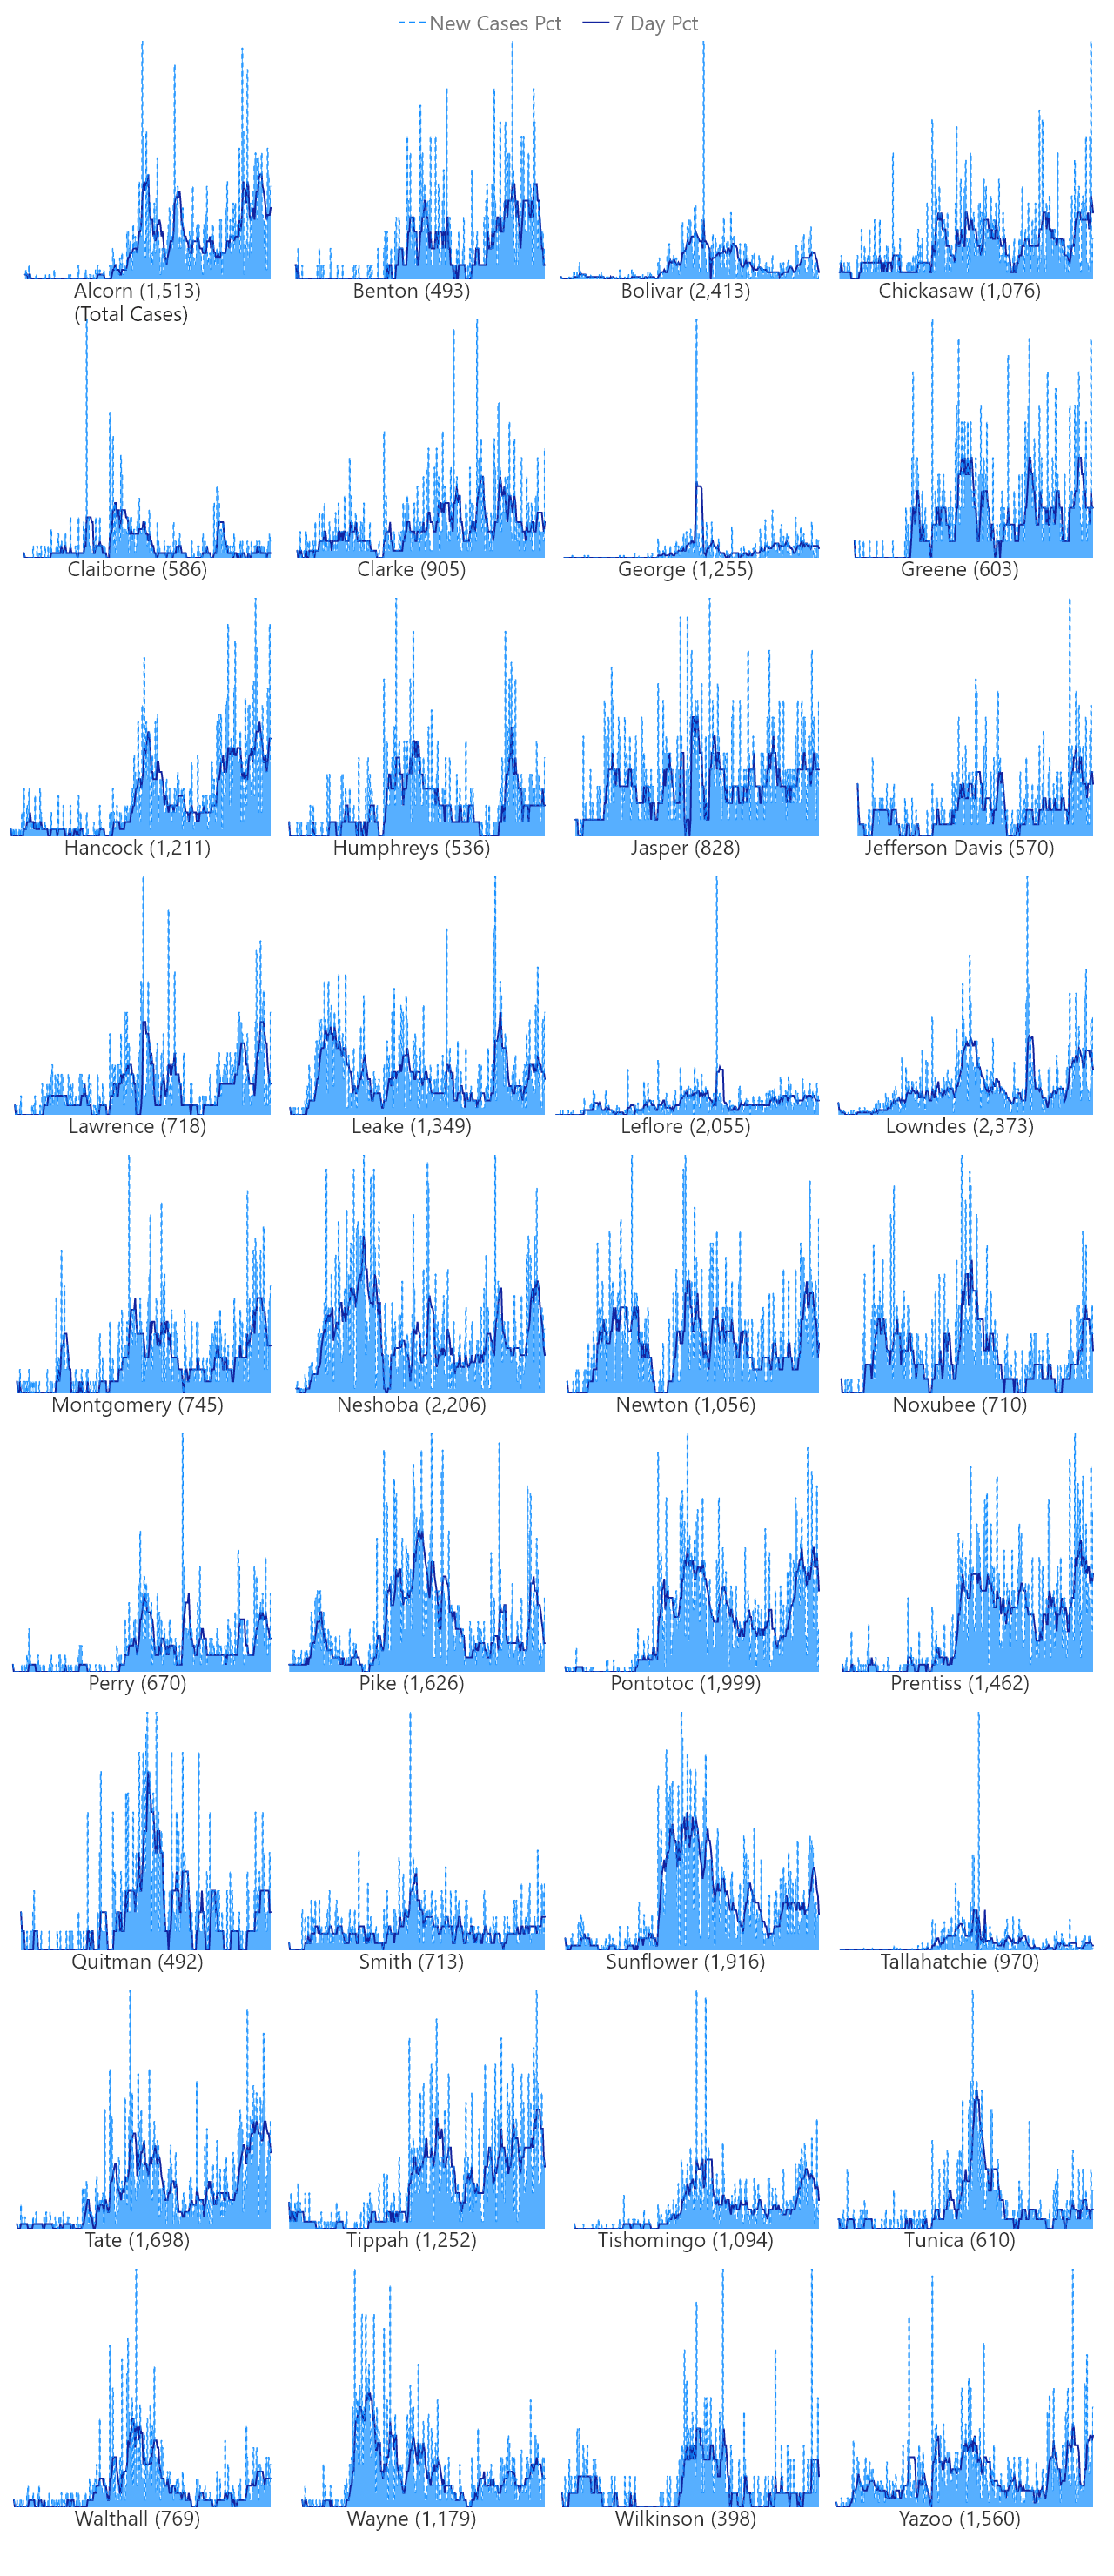 New Cases Pct 7 Day Pct
Alcorn (1,513) Benton (493) Bolivar (2,413) Chickasaw (1,076)
(Total Cases)
Claiborne (586) Clarke (905) George (1,255) Greene (603)
Hancock (1,211) Humphreys (536) Jasper (828) Jefferson Davis (570)
Lawrence (718) Leake (1,349) Leflore (2,055) Lowndes (2,373)
Montgomery (745) Neshoba (2,206) Newton (1,056) Noxubee (710)
Perry (670) Pike (1,626) Pontotoc (1,999) Prentiss (1,462)
Quitman (492) Smith (713) Sunflower (1,916) Tallahatchie (970)
Tate (1,698) Tippah (1,252) Tishomingo (1,094) Tunica (610)
Walthall (769) Wayne (1,179) Wilkinson (398) Yazoo (1,560)